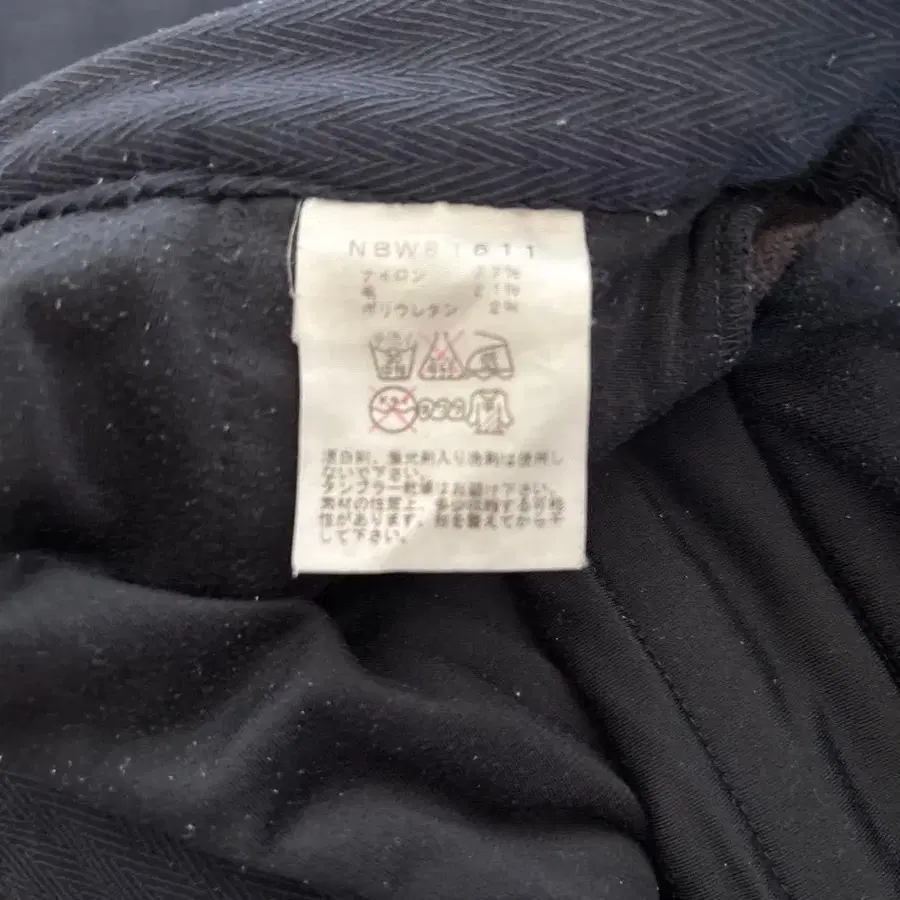 NBW81611
ナイロン 77%
毛 21%
ポリウレタン 2%
漂白剤、蛍光剤入り洗剤は使用し
ないで下さい。
タンブラー乾燥はお避け下さい。
素材の性質上、多少収縮する可能
性があります。形を整えてから干
して下さい。